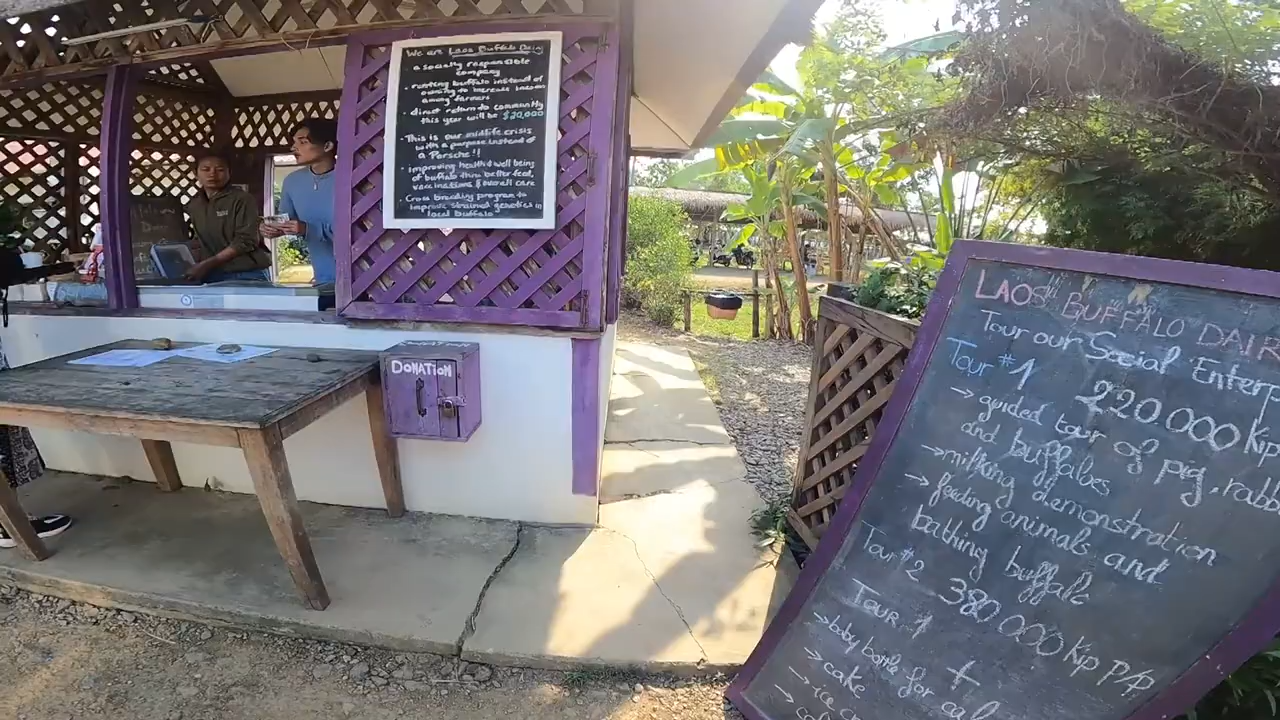 We are Laos Buffalo Dairy
a socially responsible
company
• renting buffalo instead of
owning to increase income
among farmers
• direct return to community
this year will be $20,000
• This is our midlife crisis
with a purpose instead of
a Porsche!!
• improving health & well being
of buffalo thru better feed,
vaccinations & overall care
• Cross breeding program to
improve genetics in
local buffalo
DONATION
LAOS BUFFALO DAIR
Tour our Social Enterp
Tour #1 220.000 Kip
→ guided tour of pig, rabb
and buffaloes
→ milking demonstration
→ feeding animals and
bathing buffalo
Tour #2 380.000 Kip P/P
Tour 1 +
→ baby bottle for cal
→ cake
→ ice cr